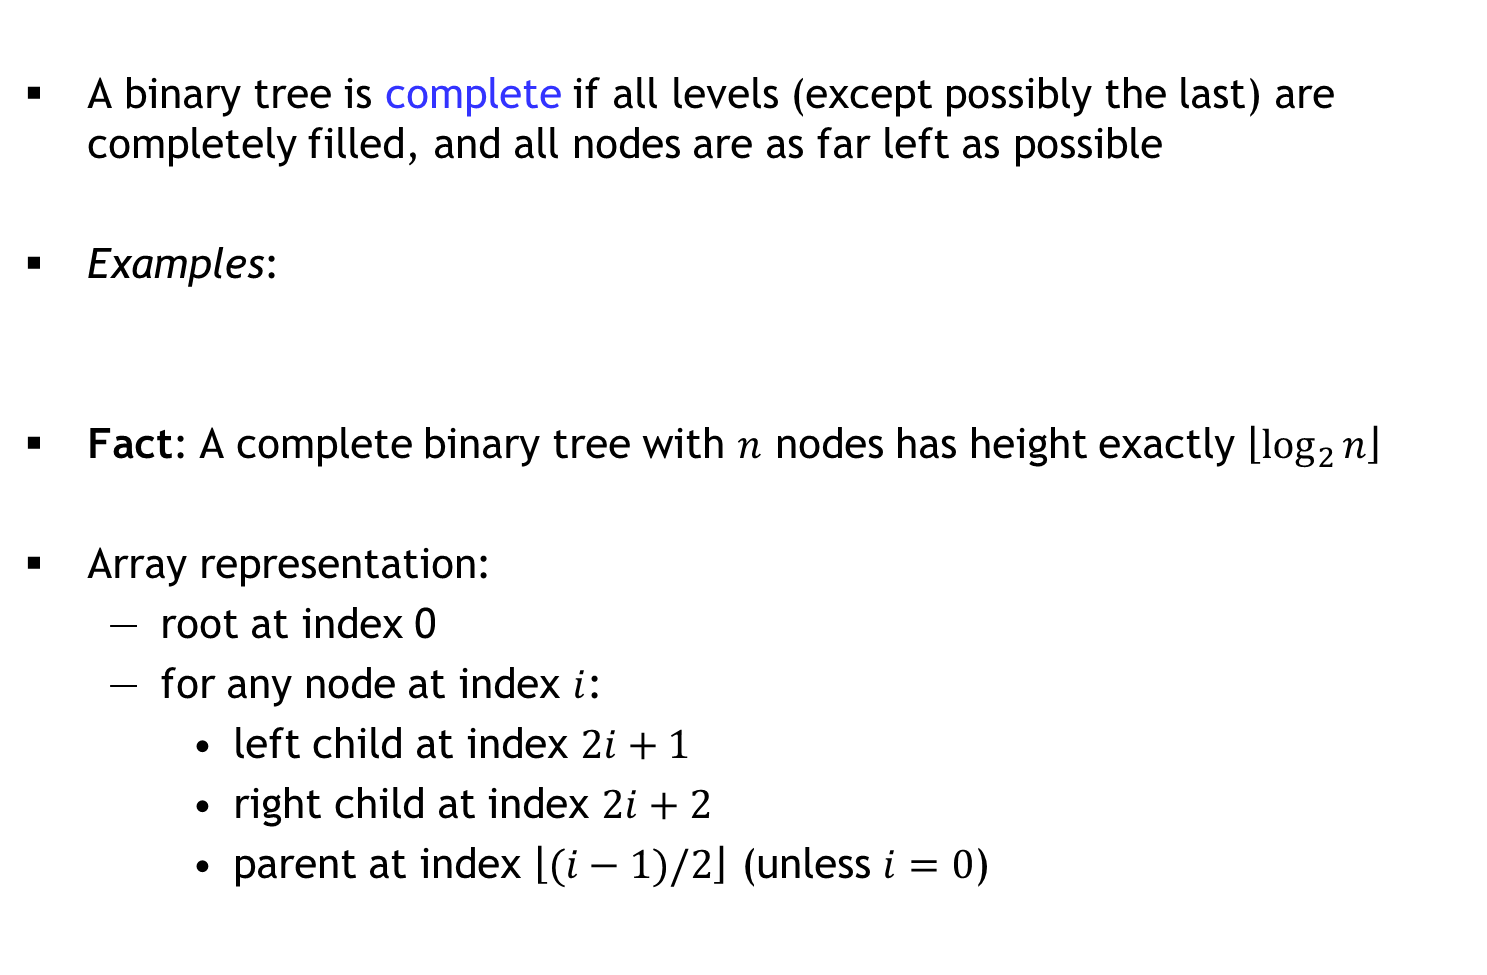 ▪ A binary tree is complete if all levels (except possibly the last) are
completely filled, and all nodes are as far left as possible
▪ Examples:
▪ Fact: A complete binary tree with 𝑛 nodes has height exactly ⌊log₂ 𝑛⌋
▪ Array representation:
— root at index 0
— for any node at index 𝑖:
• left child at index 2𝑖 + 1
• right child at index 2𝑖 + 2
• parent at index ⌊(𝑖 − 1)/2⌋ (unless 𝑖 = 0)